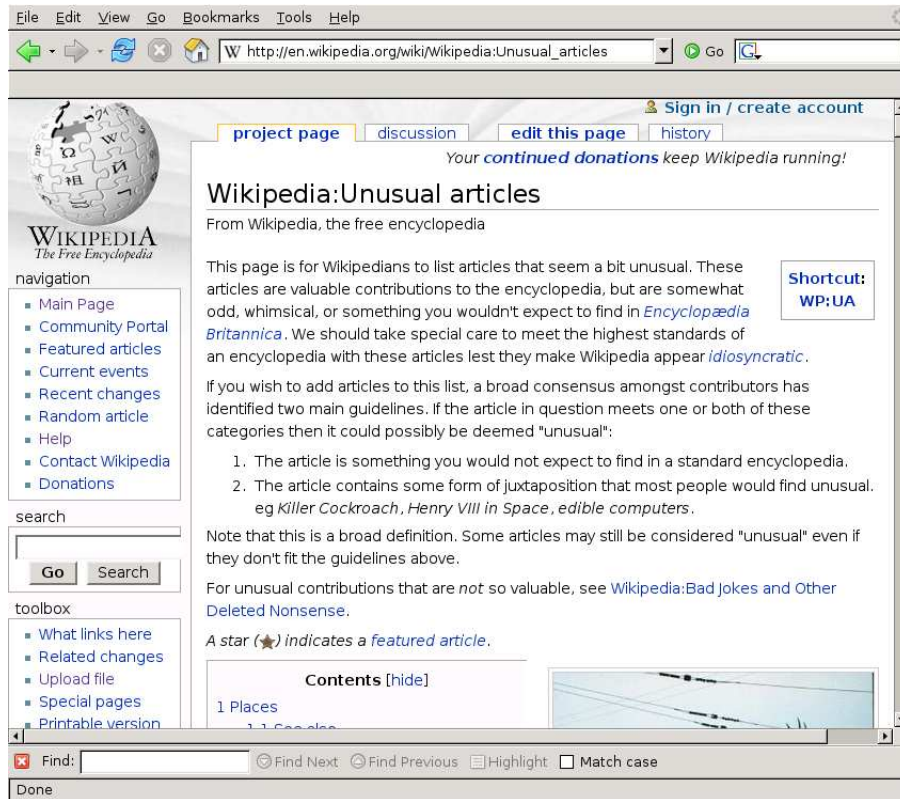 File Edit View Go Bookmarks Tools Help
W http://en.wikipedia.org/wiki/Wikipedia:Unusual_articles Go G
Sign in / create account
project page discussion edit this page history
Your continued donations keep Wikipedia running!
Wikipedia:Unusual articles
From Wikipedia, the free encyclopedia
This page is for Wikipedians to list articles that seem a bit unusual. These
articles are valuable contributions to the encyclopedia, but are somewhat
odd, whimsical, or something you wouldn't expect to find in Encyclopædia
Britannica. We should take special care to meet the highest standards of
an encyclopedia with these articles lest they make Wikipedia appear idiosyncratic.
Shortcut:
WP:UA
If you wish to add articles to this list, a broad consensus amongst contributors has
identified two main guidelines. If the article in question meets one or both of these
categories then it could possibly be deemed "unusual":
1. The article is something you would not expect to find in a standard encyclopedia.
2. The article contains some form of juxtaposition that most people would find unusual.
eg Killer Cockroach, Henry VIII in Space, edible computers.
Note that this is a broad definition. Some articles may still be considered "unusual" even if
they don't fit the guidelines above.
For unusual contributions that are not so valuable, see Wikipedia:Bad Jokes and Other
Deleted Nonsense.
A star (★) indicates a featured article.
Contents [hide]
1 Places
WIKIPEDIA
The Free Encyclopedia
navigation
Main Page
Community Portal
Featured articles
Current events
Recent changes
Random article
Help
Contact Wikipedia
Donations
search
Go Search
toolbox
What links here
Related changes
Upload file
Special pages
Printable version
Find: Find Next Find Previous Highlight Match case
Done